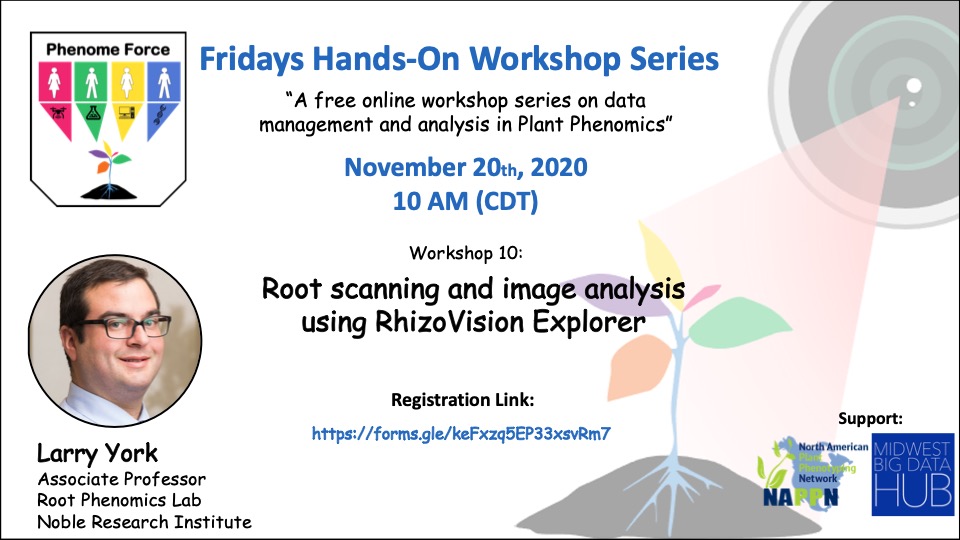 Phenome Force
Fridays Hands-On Workshop Series
“A free online workshop series on data
management and analysis in Plant Phenomics”
November 20th, 2020
10 AM (CDT)
Workshop 10:
Root scanning and image analysis
using RhizoVision Explorer
Registration Link:
https://forms.gle/keFxzq5EP33xsvRm7
Larry York
Associate Professor
Root Phenomics Lab
Noble Research Institute
Support:
North American
Plant
Phenotyping
Network
NAPPN
MIDWEST
BIG DATA
HUB